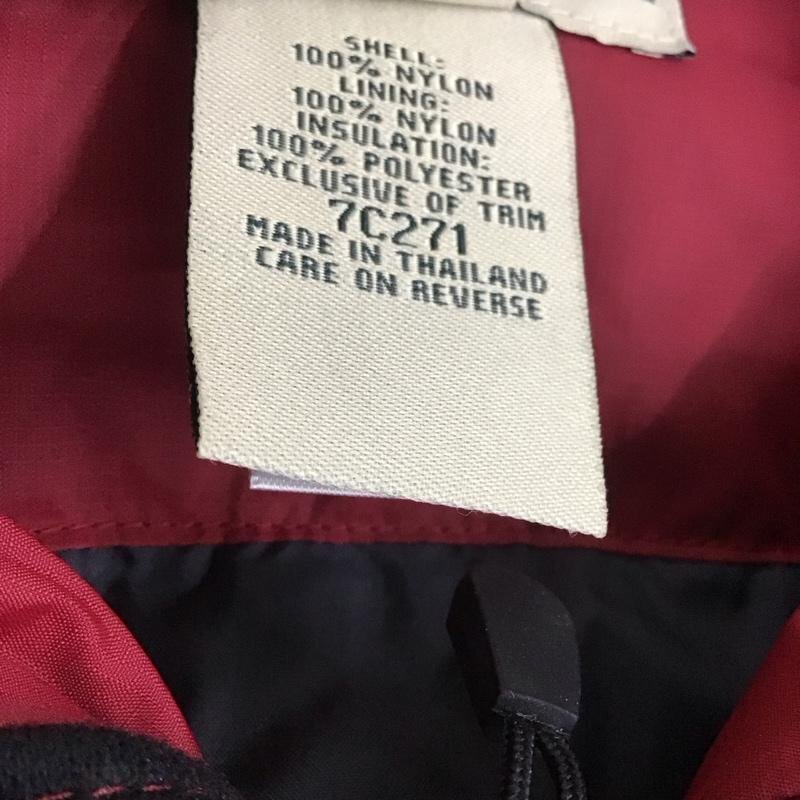 SHELL:
100% NYLON
LINING:
100% NYLON
INSULATION:
100% POLYESTER
EXCLUSIVE OF TRIM
7C271
MADE IN THAILAND
CARE ON REVERSE